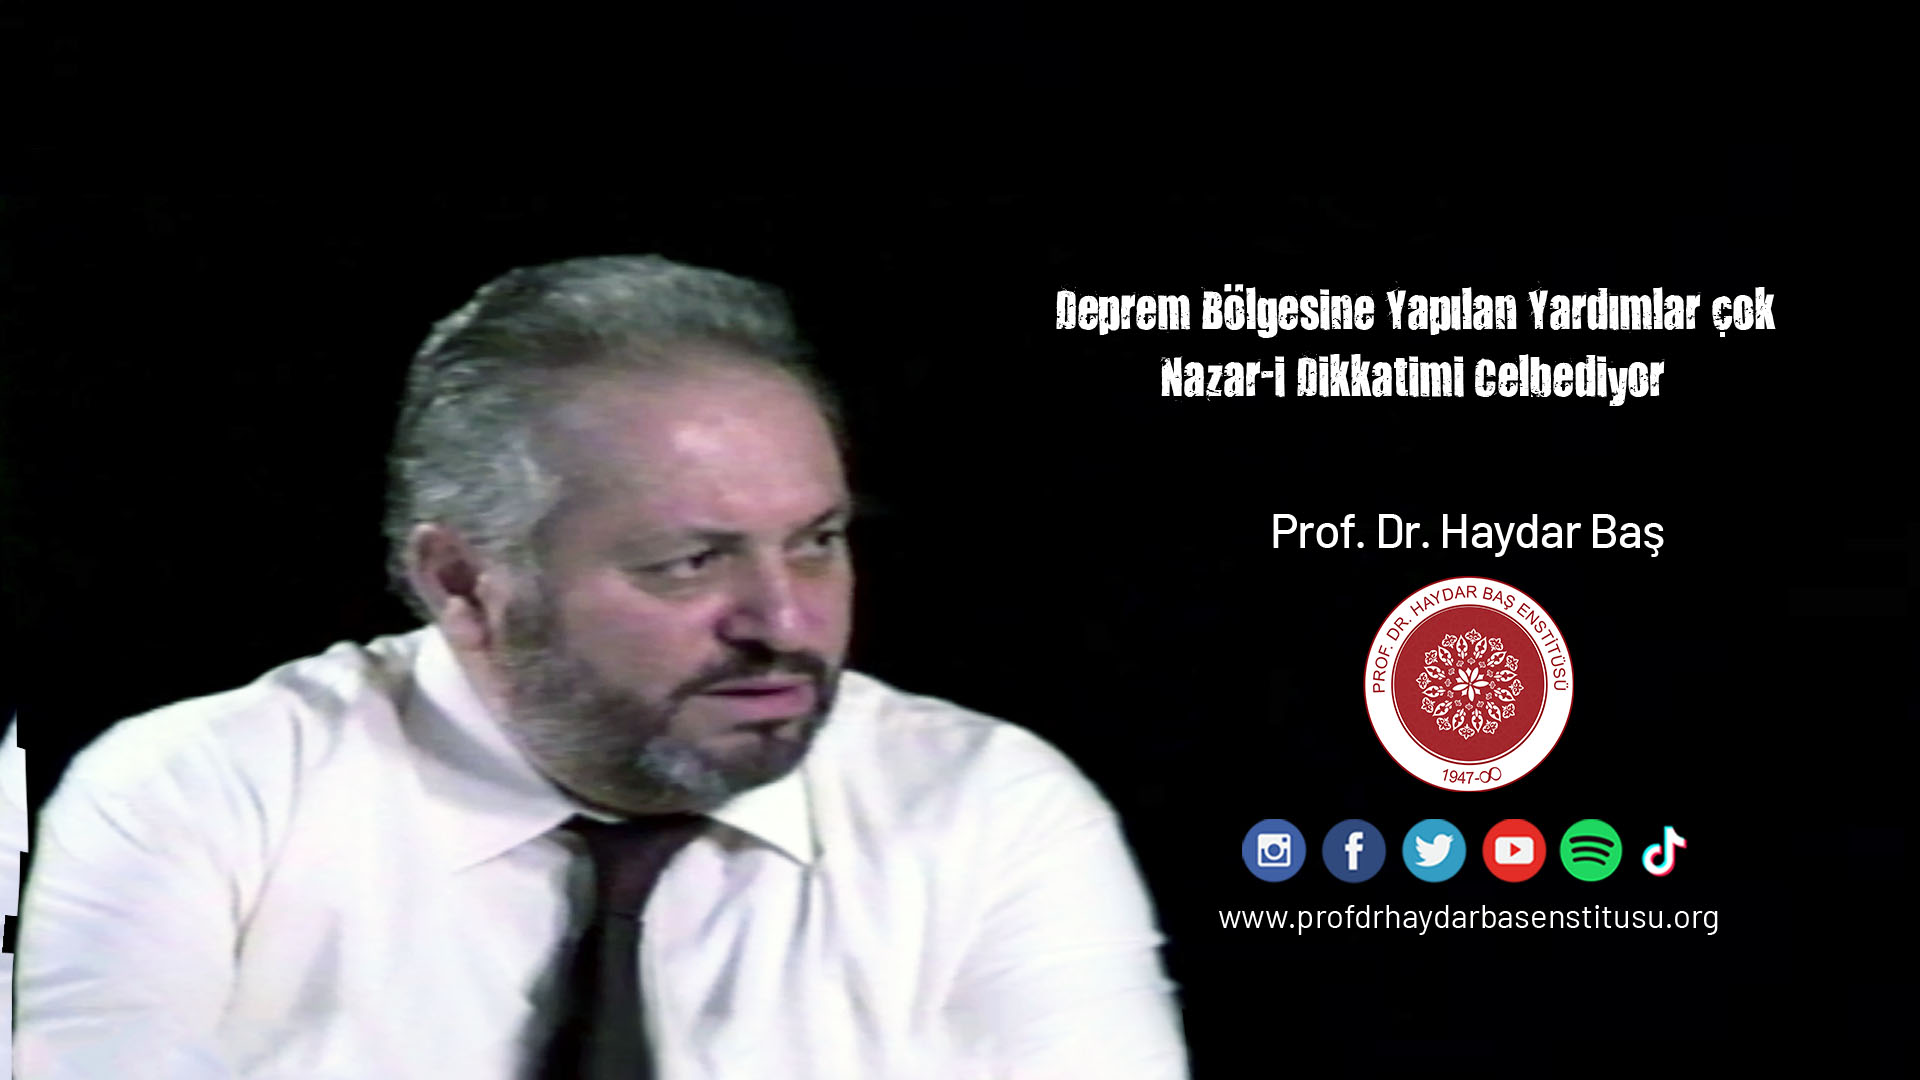 Deprem Bölgesine Yapılan Yardımlar çok
Nazar-i Dikkatimi Celbediyor
Prof. Dr. Haydar Baş
PROF. DR. HAYDAR BAŞ ENSTİTÜSÜ
1947-∞
www.profdrhaydarbasenstitusu.org